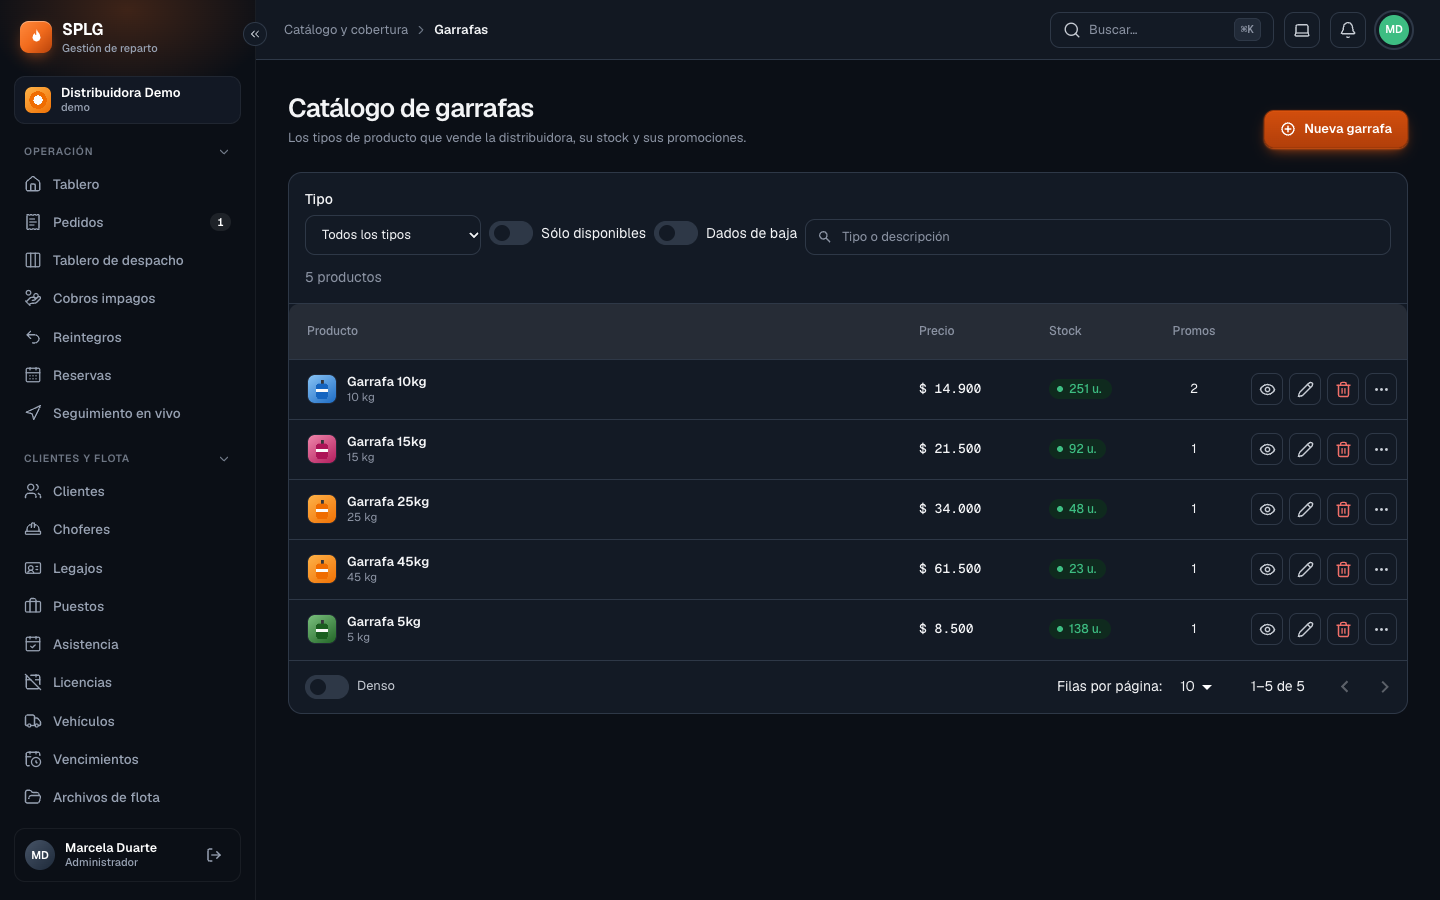 SPLG
Gestión de reparto
Distribuidora Demo
demo
OPERACIÓN
Tablero
Pedidos 1
Tablero de despacho
Cobros impagos
Reintegros
Reservas
Seguimiento en vivo
CLIENTES Y FLOTA
Clientes
Choferes
Legajos
Puestos
Asistencia
Licencias
Vehículos
Vencimientos
Archivos de flota
MD
Marcela Duarte
Administrador
Catálogo y cobertura > Garrafas
Buscar... ⌘K
MD
Catálogo de garrafas
Los tipos de producto que vende la distribuidora, su stock y sus promociones.
Nueva garrafa
Tipo
Todos los tipos Sólo disponibles Dados de baja Tipo o descripción
5 productos
Producto Precio Stock Promos
Garrafa 10kg
10 kg
$ 14.900 251 u. 2
Garrafa 15kg
15 kg
$ 21.500 92 u. 1
Garrafa 25kg
25 kg
$ 34.000 48 u. 1
Garrafa 45kg
45 kg
$ 61.500 23 u. 1
Garrafa 5kg
5 kg
$ 8.500 138 u. 1
Denso Filas por página: 10 1–5 de 5